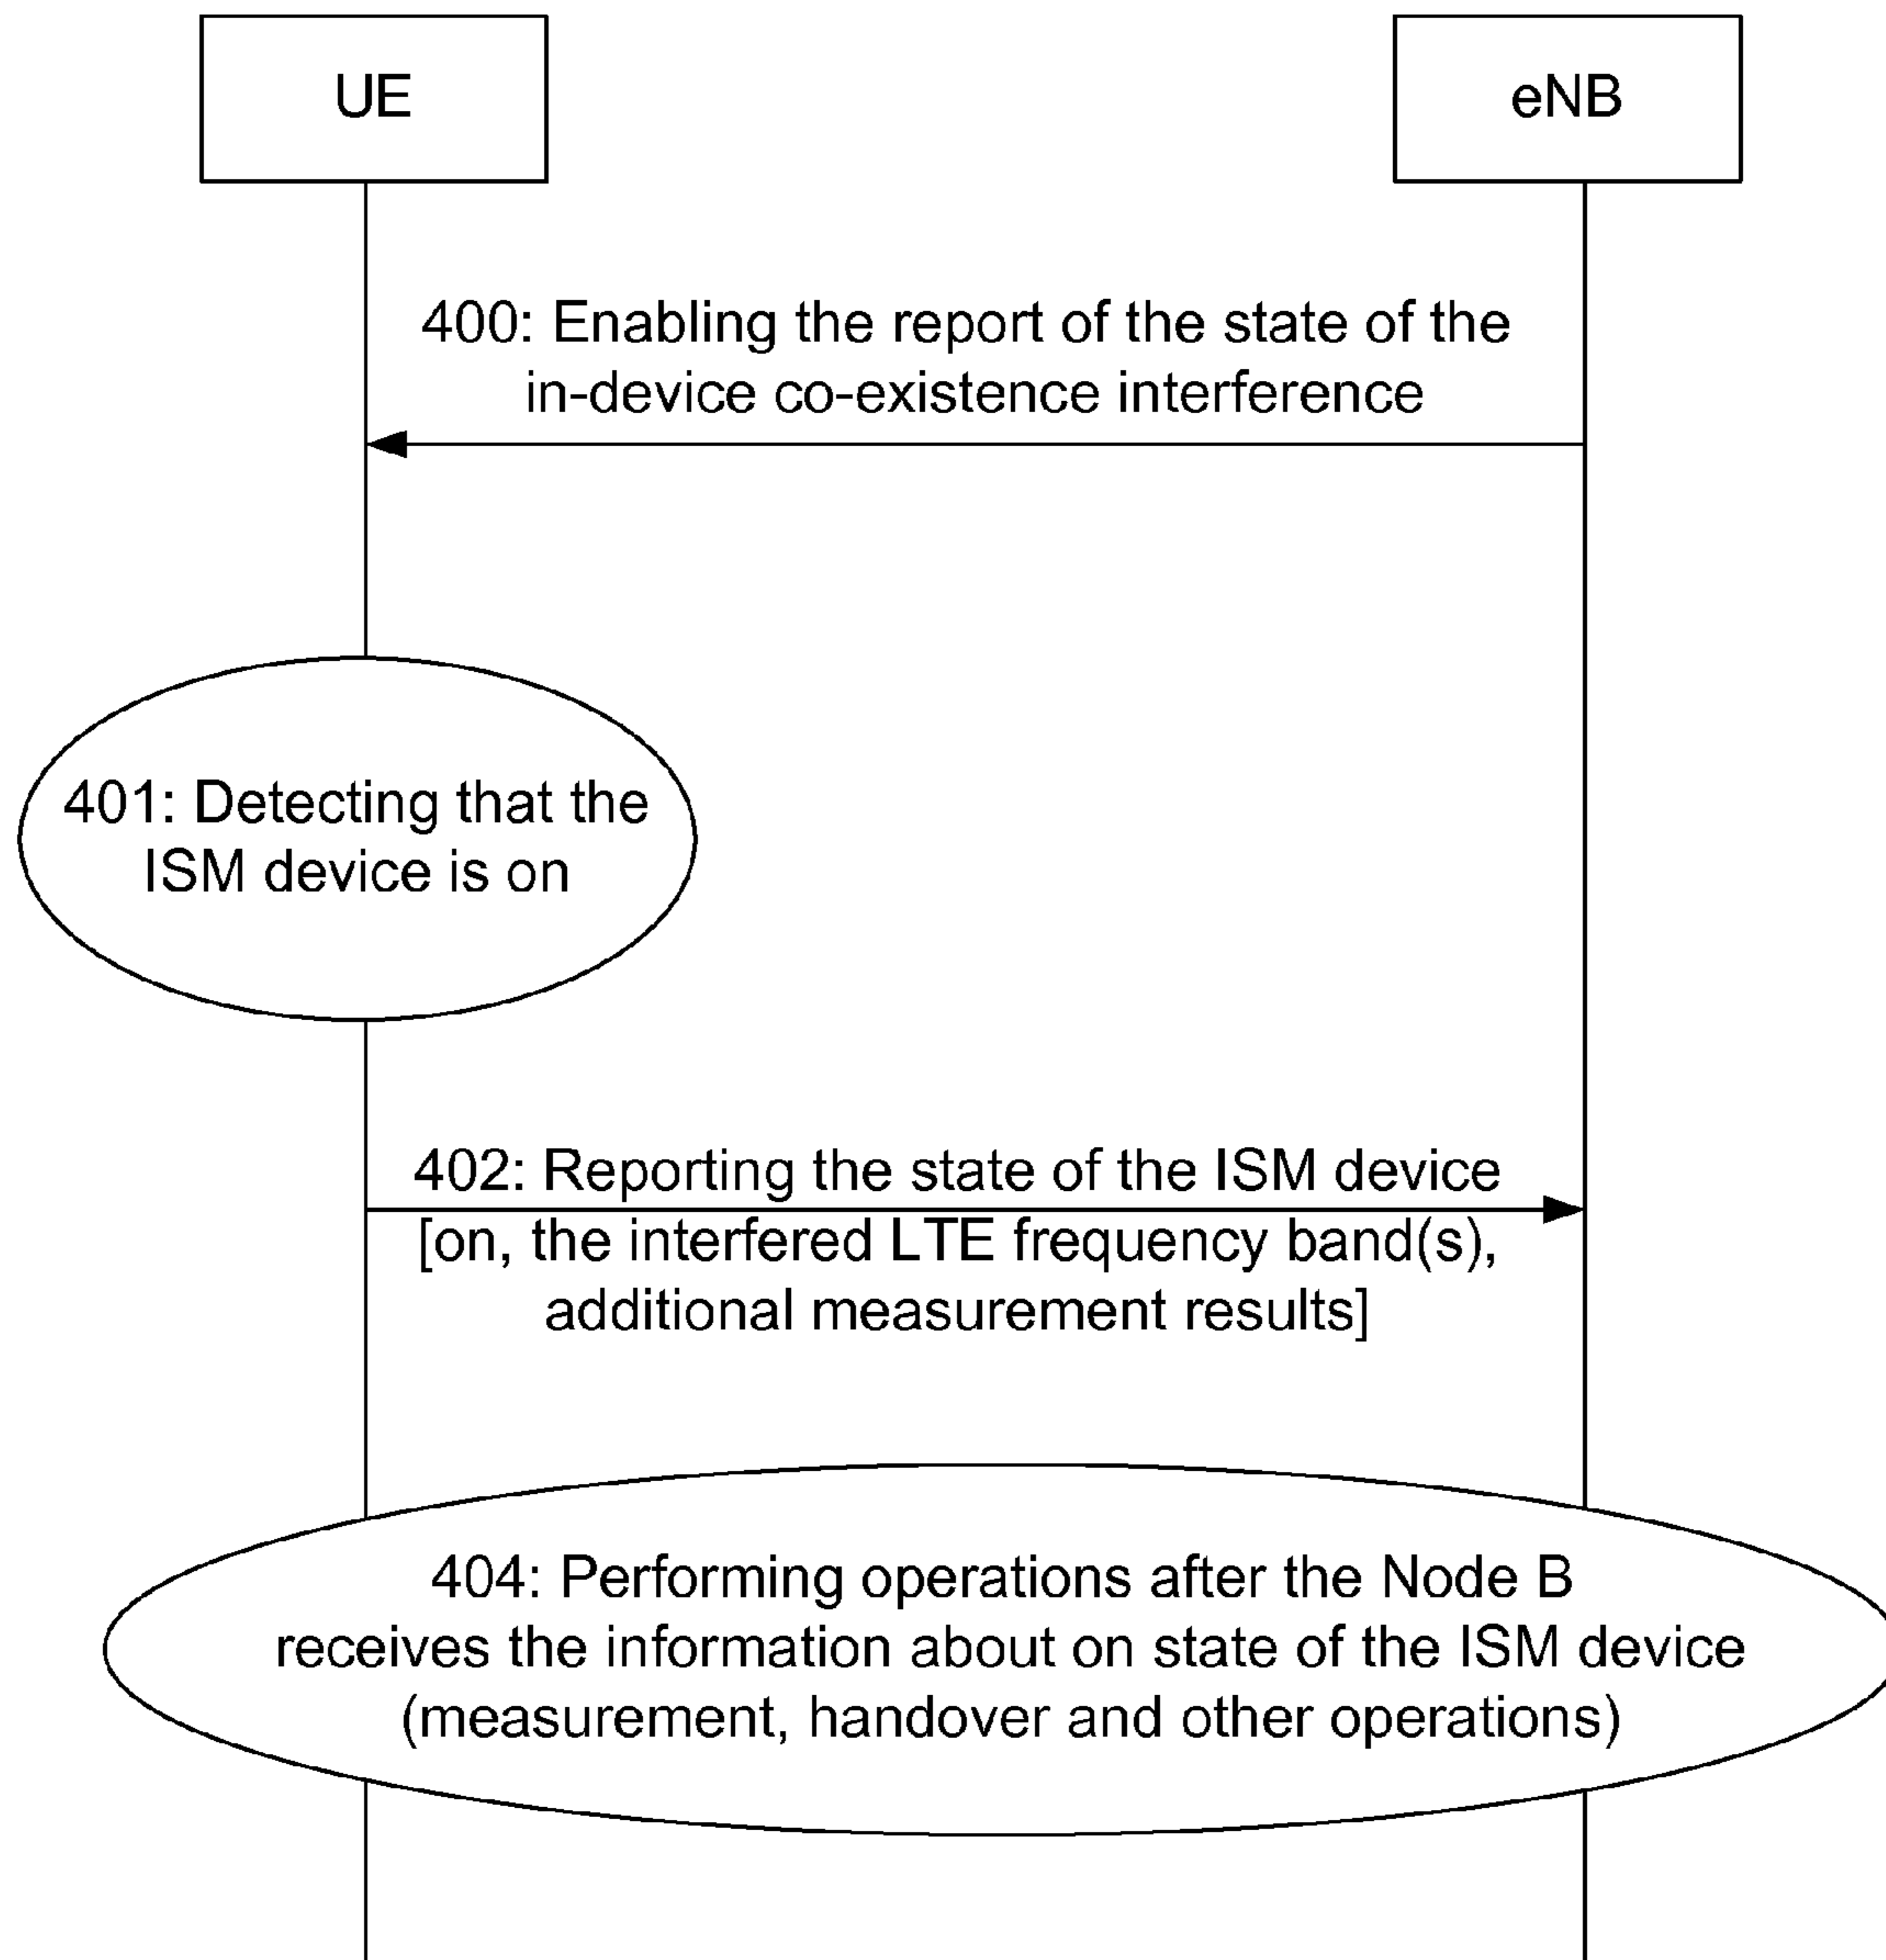 UE
eNB
400: Enabling the report of the state of the
in-device co-existence interference
401: Detecting that the
ISM device is on
402: Reporting the state of the ISM device
[on, the interfered LTE frequency band(s),
additional measurement results]
404: Performing operations after the Node B
receives the information about on state of the ISM device
(measurement, handover and other operations)